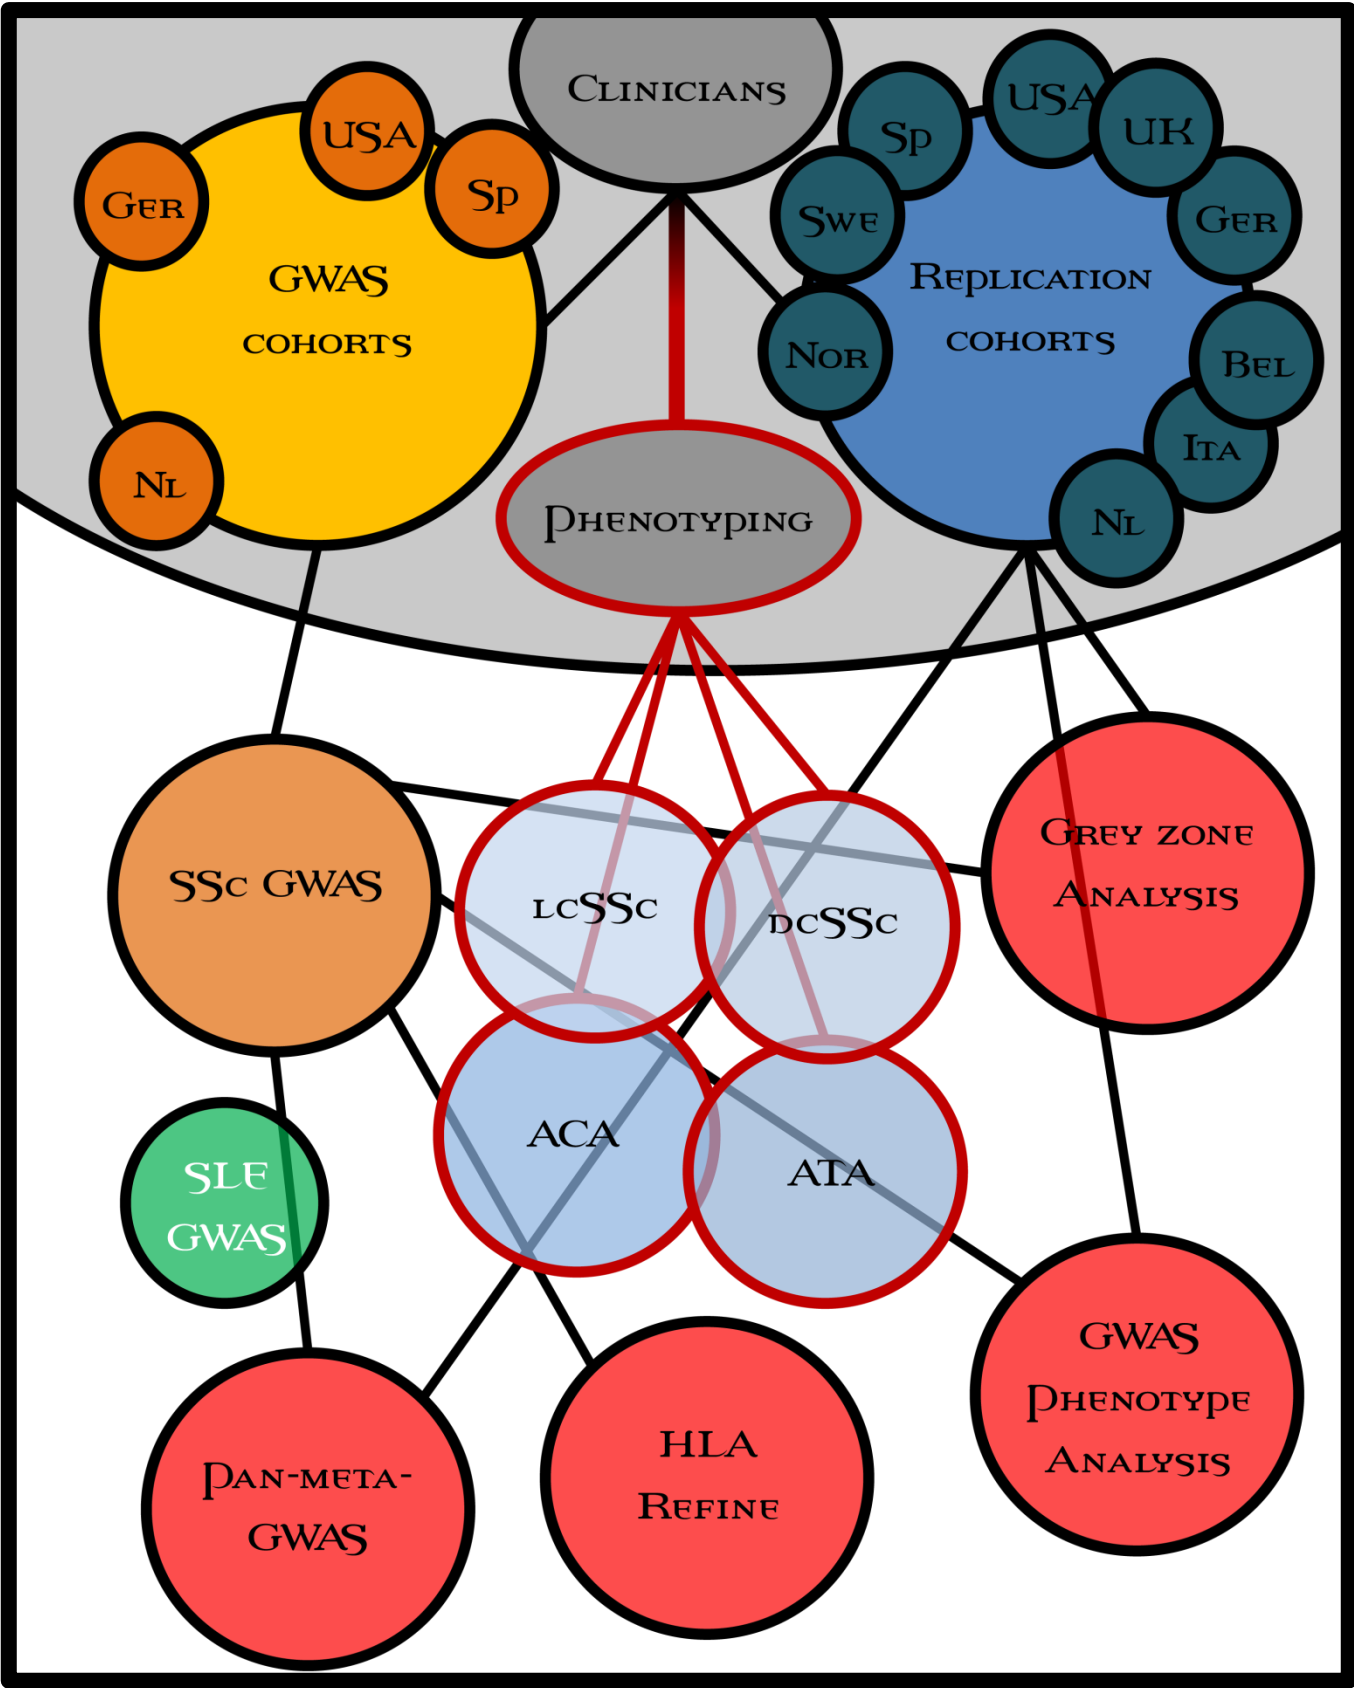 Clinicians
USA
Sp
Ger
GWAS
cohorts
Nl
USA
UK
Sp
Swe
Ger
Replication
cohorts
Nor
Bel
Ita
Nl
Phenotyping
SSc GWAS
lcSSc
dcSSc
Grey zone
Analysis
ACA
ATA
SLE
GWAS
Pan-meta-
GWAS
HLA
Refine
GWAS
Phenotype
Analysis